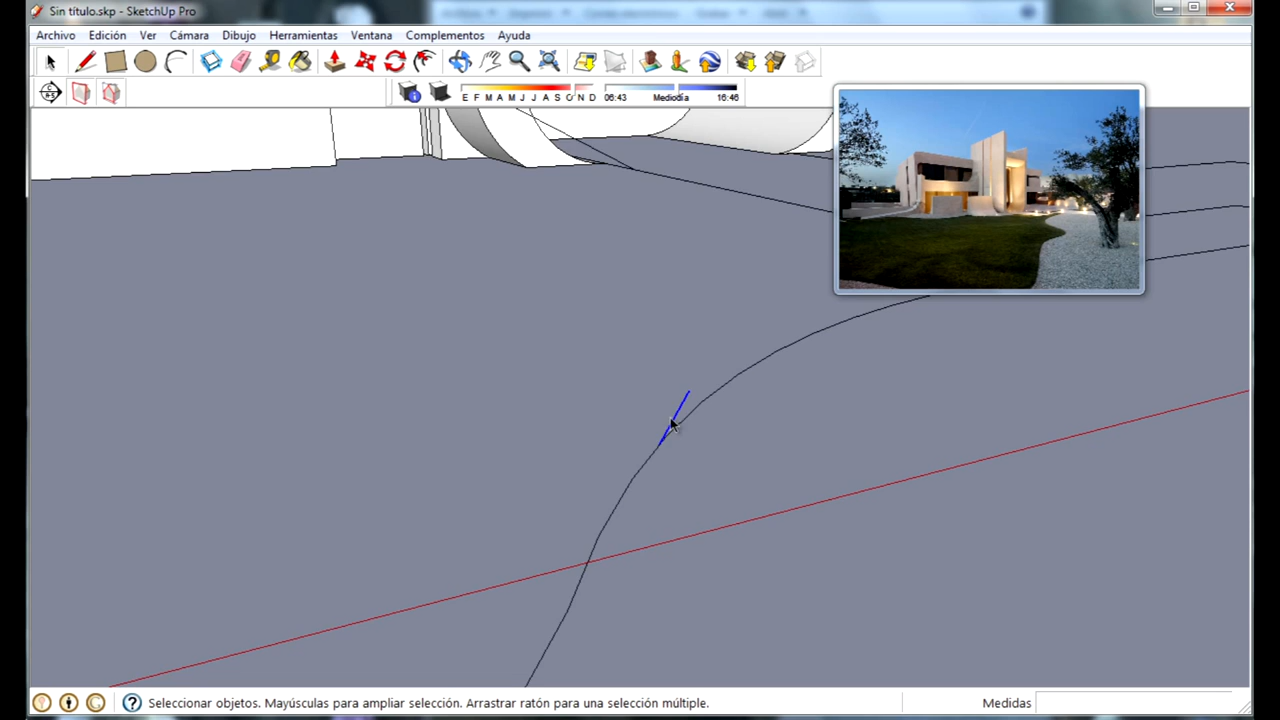 Sin título.skp - SketchUp Pro
Archivo Edición Ver Cámara Dibujo Herramientas Ventana Complementos Ayuda
E F M A M J J A S O N D 06:43 Mediodía 16:46
Seleccionar objetos. Mayúsculas para ampliar selección. Arrastrar ratón para una selección múltiple. Medidas